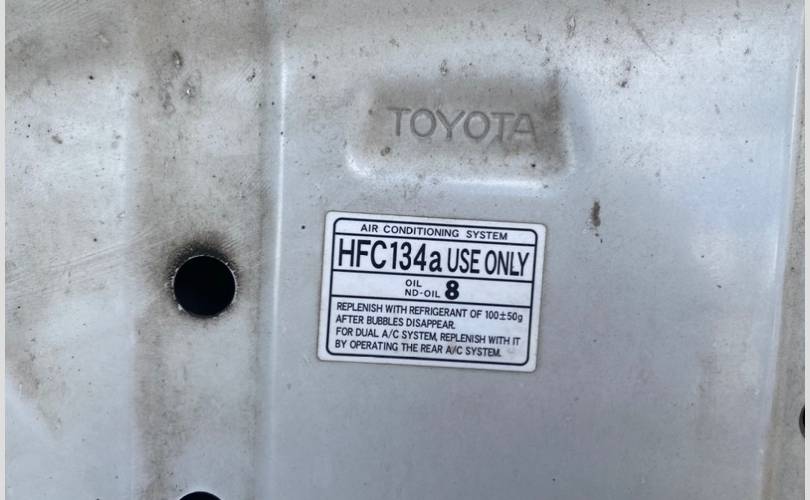 TOYOTA
AIR CONDITIONING SYSTEM
HFC134a USE ONLY
OIL
ND-OIL 8
REPLENISH WITH REFRIGERANT OF 100±50g
AFTER BUBBLES DISAPPEAR.
FOR DUAL A/C SYSTEM, REPLENISH WITH IT
BY OPERATING THE REAR A/C SYSTEM.